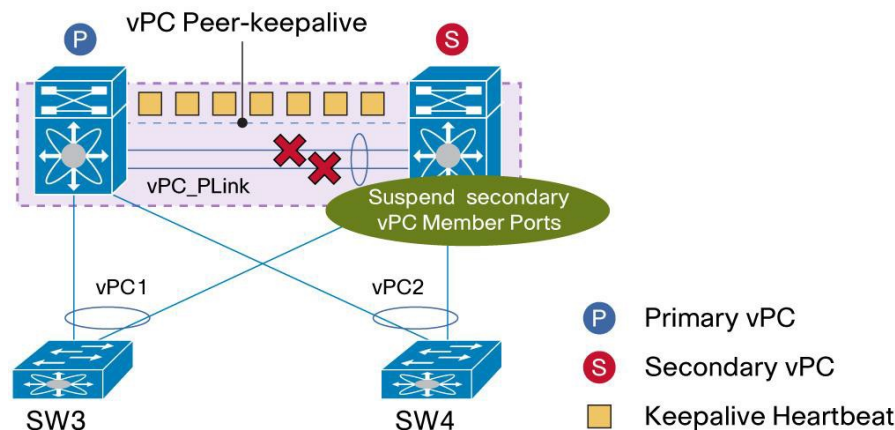 vPC Peer-keepalive
P
S
vPC_PLink
Suspend secondary
vPC Member Ports
vPC1
vPC2
SW3
SW4
P Primary vPC
S Secondary vPC
Keepalive Heartbeat